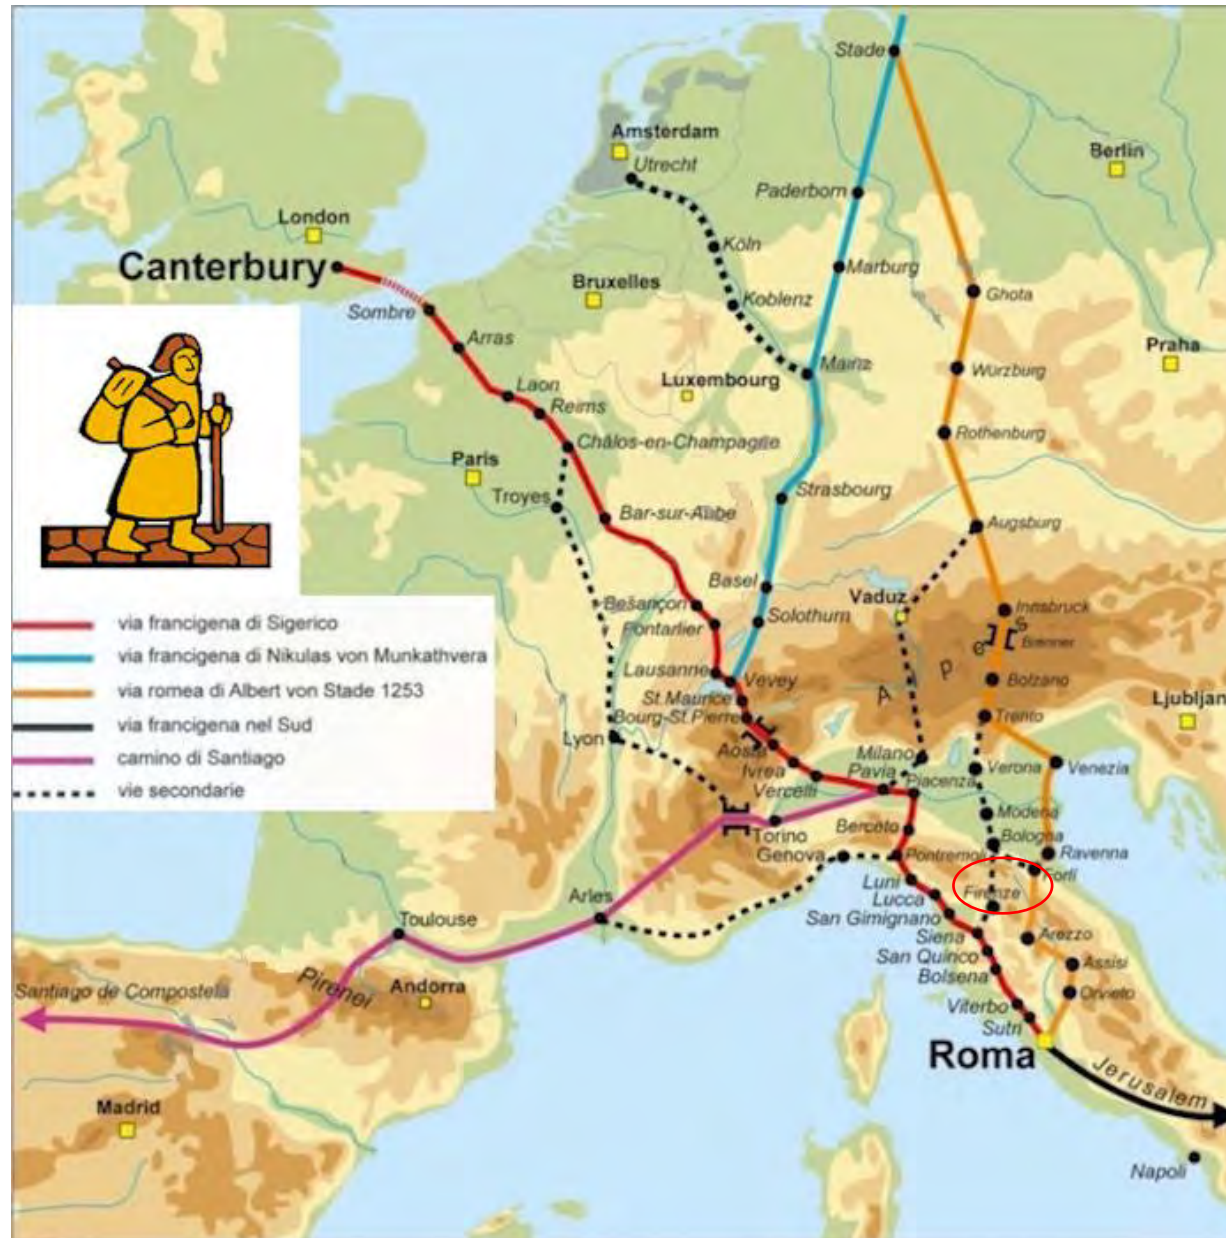 Stade
Amsterdam
Utrecht
Berlin
Paderborn
London
Köln
Canterbury
Marburg
Bruxelles
Ghota
Koblenz
Sombre
Arras
Praha
Mainz
Würzburg
Luxembourg
Laon
Reims
Rothenburg
Châlos-en-Champagne
Paris
Troyes
Strasbourg
Bar-sur-Aube
Augsburg
Basel
Vaduz
Besançon
Solothurn
Innsbruck
Pontarlier
Brenner
A p e s
Lausanne
Vevey
Bolzano
St.Maurice
Ljubljan
Bourg-St.Pierre
Trento
Lyon
Aosta
Milano
Ivrea
Pavia
Verona
Venezia
Vercelli
Piacenza
Modena
Berceto
Torino
Bologna
Genova
Pontremoli
Ravenna
Forlì
Luni
Firenze
Lucca
Arles
San Gimignano
Toulouse
Siena
Arezzo
San Quirico
Assisi
Bolsena
Pirenei
Andorra
Santiago de Compostela
Orvieto
Viterbo
Sutri
Roma
Jerusalem
Madrid
Napoli
via francigena di Sigerico
via francigena di Nikulas von Munkathvera
via romea di Albert von Stade 1253
via francigena nel Sud
camino di Santiago
vie secondarie